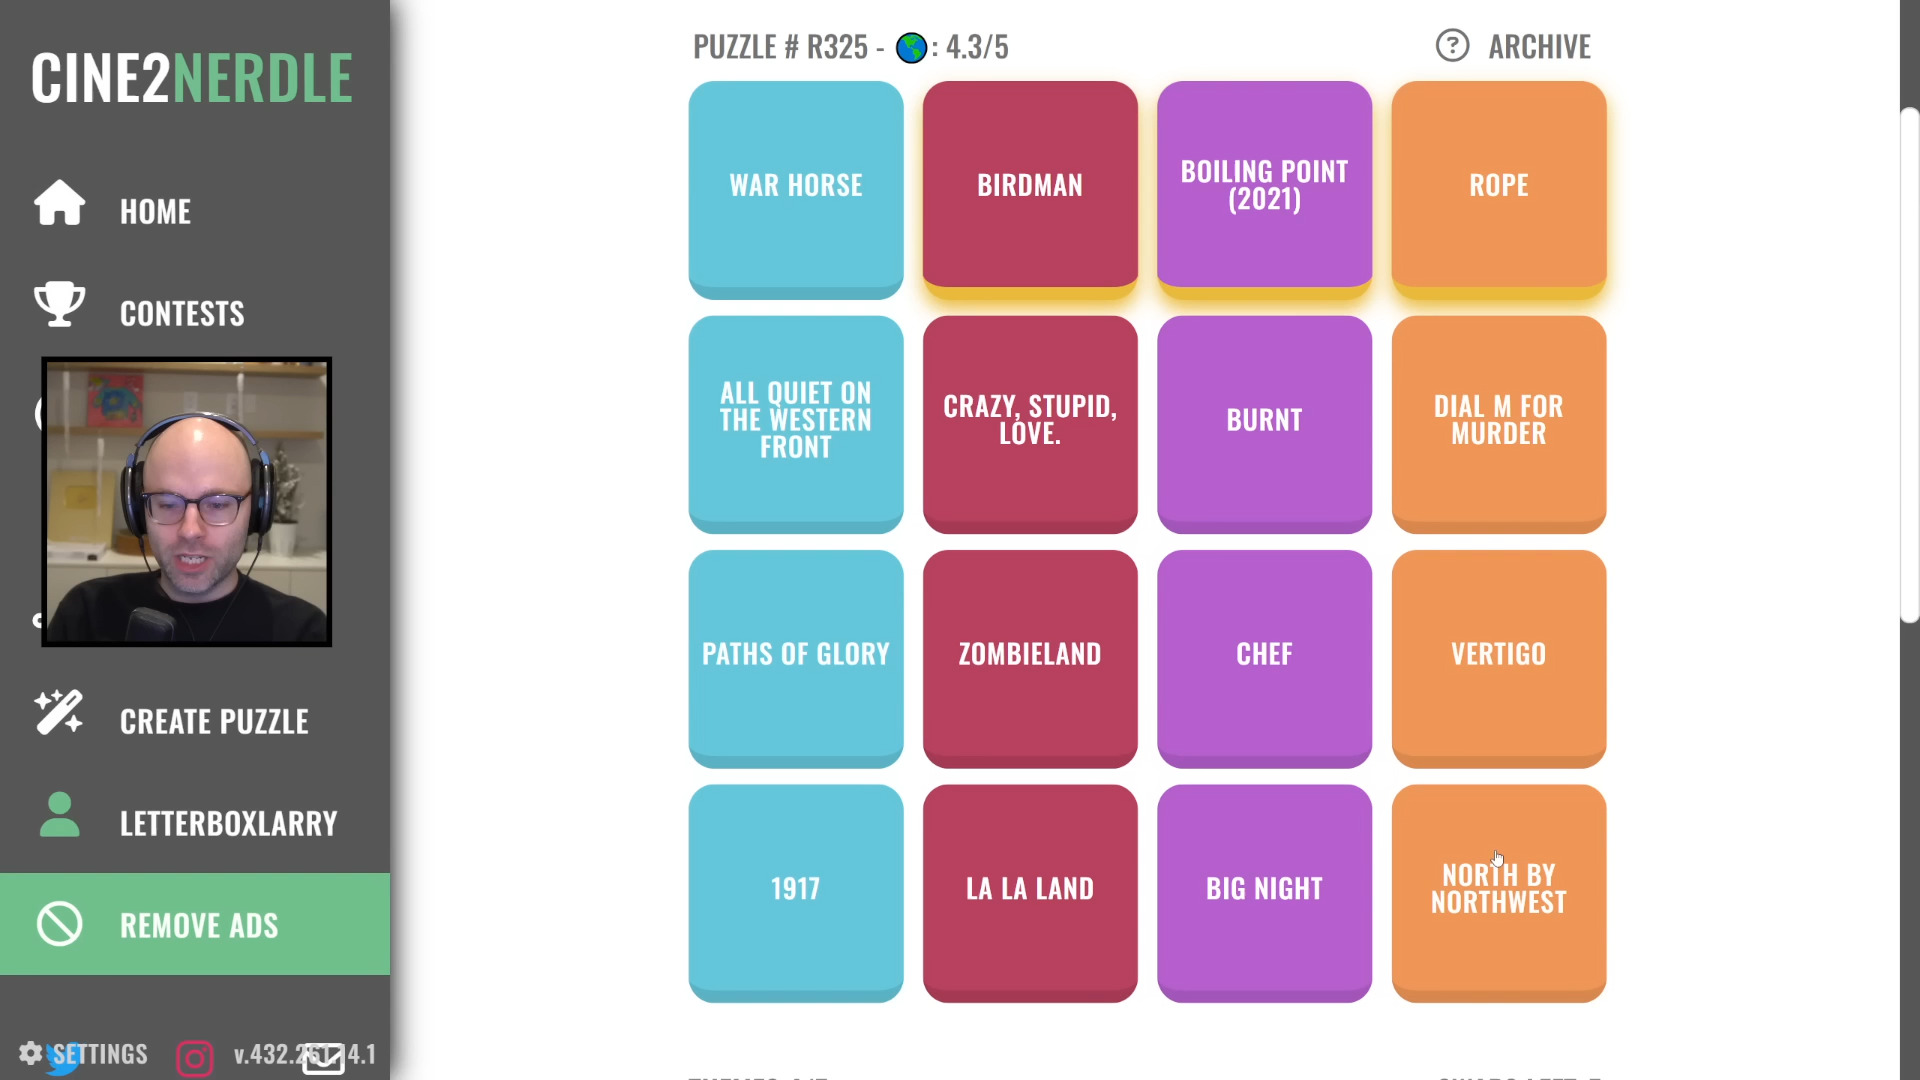 CINE2NERDLE
HOME
CONTESTS
CREATE PUZZLE
LETTERBOXLARRY
REMOVE ADS
SETTINGS
PUZZLE # R325 - : 4.3/5
ARCHIVE
WAR HORSE
BIRDMAN
BOILING POINT
(2021)
ROPE
ALL QUIET ON
THE WESTERN
FRONT
CRAZY, STUPID,
LOVE.
BURNT
DIAL M FOR
MURDER
PATHS OF GLORY
ZOMBIELAND
CHEF
VERTIGO
1917
LA LA LAND
BIG NIGHT
NORTH BY
NORTHWEST